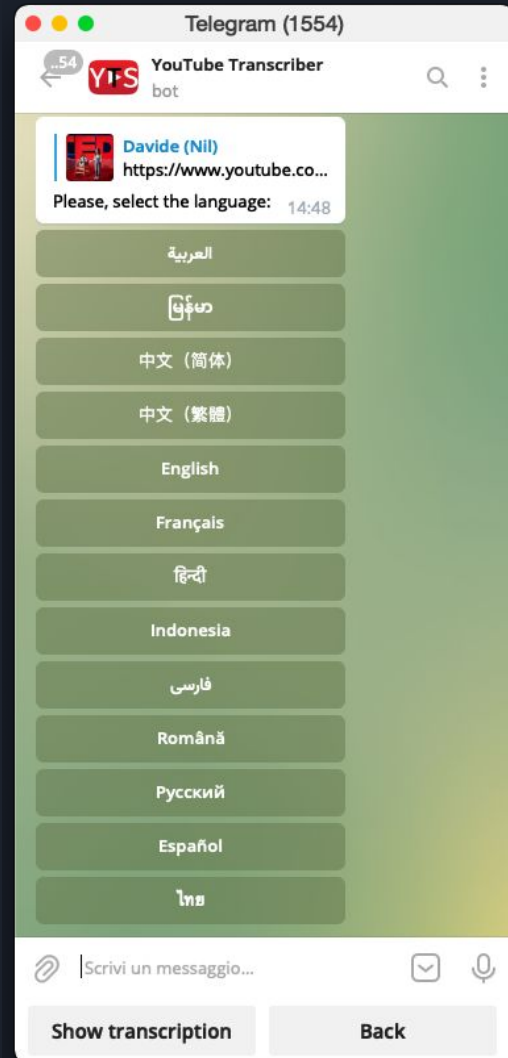 Telegram (1554)
..54
YTS
YouTube Transcriber
bot
TED
Davide (Nil)
https://www.youtube.co...
Please, select the language:
14:48
العربية
မြန်မာ
中文（简体）
中文（繁體）
English
Français
हिन्दी
Indonesia
فارسی
Română
Русский
Español
ไทย
Scrivi un messaggio...
Show transcription
Back